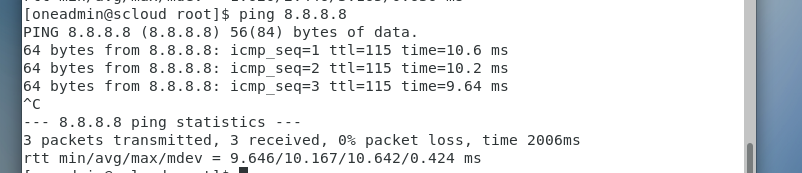 [oneadmin@scloud root]$ ping 8.8.8.8
PING 8.8.8.8 (8.8.8.8) 56(84) bytes of data.
64 bytes from 8.8.8.8: icmp_seq=1 ttl=115 time=10.6 ms
64 bytes from 8.8.8.8: icmp_seq=2 ttl=115 time=10.2 ms
64 bytes from 8.8.8.8: icmp_seq=3 ttl=115 time=9.64 ms
^C
--- 8.8.8.8 ping statistics ---
3 packets transmitted, 3 received, 0% packet loss, time 2006ms
rtt min/avg/max/mdev = 9.646/10.167/10.642/0.424 ms